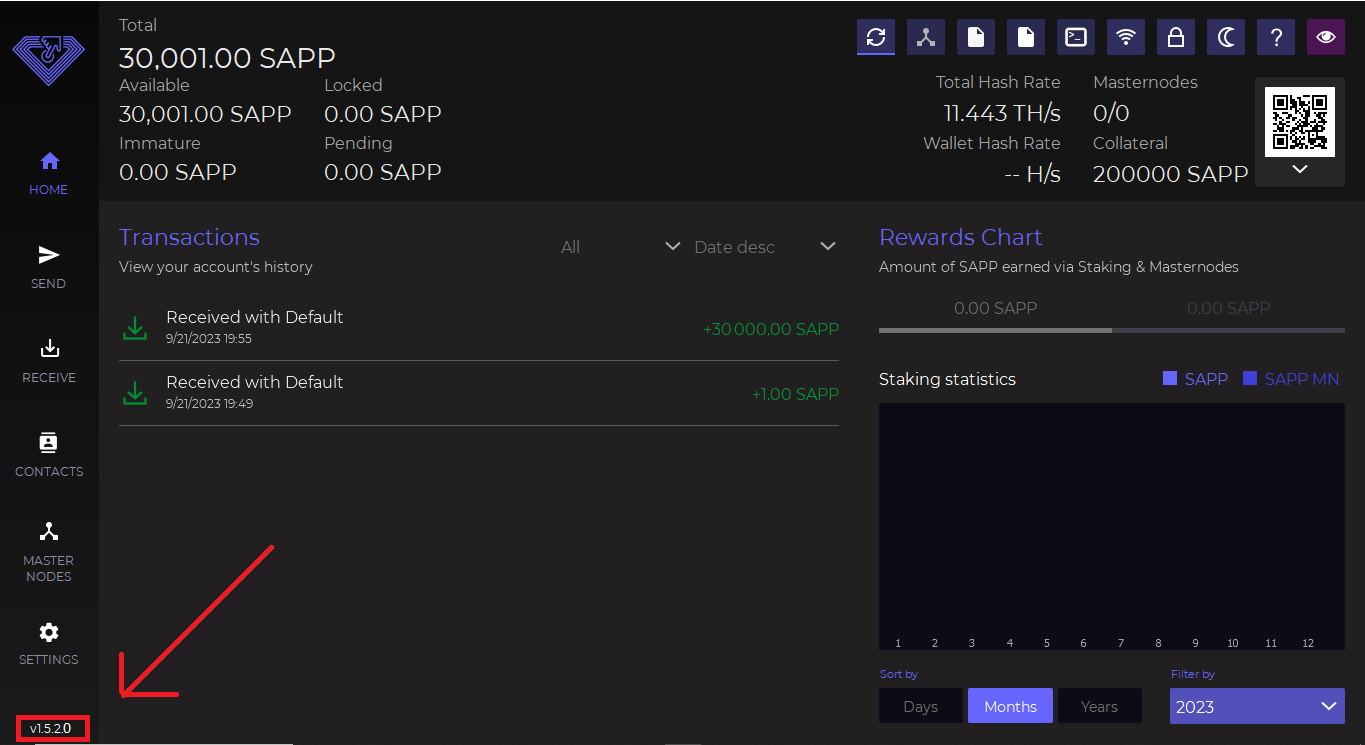 Total
30,001.00 SAPP
Available Locked
30,001.00 SAPP 0.00 SAPP
Immature Pending
0.00 SAPP 0.00 SAPP
Total Hash Rate Masternodes
11.443 TH/s 0/0
Wallet Hash Rate Collateral
-- H/s 200000 SAPP
HOME
SEND
RECEIVE
CONTACTS
MASTER
NODES
SETTINGS
v1.5.2.0
Transactions
View your account's history
All Date desc
Received with Default
9/21/2023 19:55
+30 000.00 SAPP
Received with Default
9/21/2023 19:49
+1.00 SAPP
Rewards Chart
Amount of SAPP earned via Staking & Masternodes
0.00 SAPP 0.00 SAPP
Staking statistics SAPP SAPP MN
1 2 3 4 5 6 7 8 9 10 11 12
Sort by Filter by
Days Months Years 2023